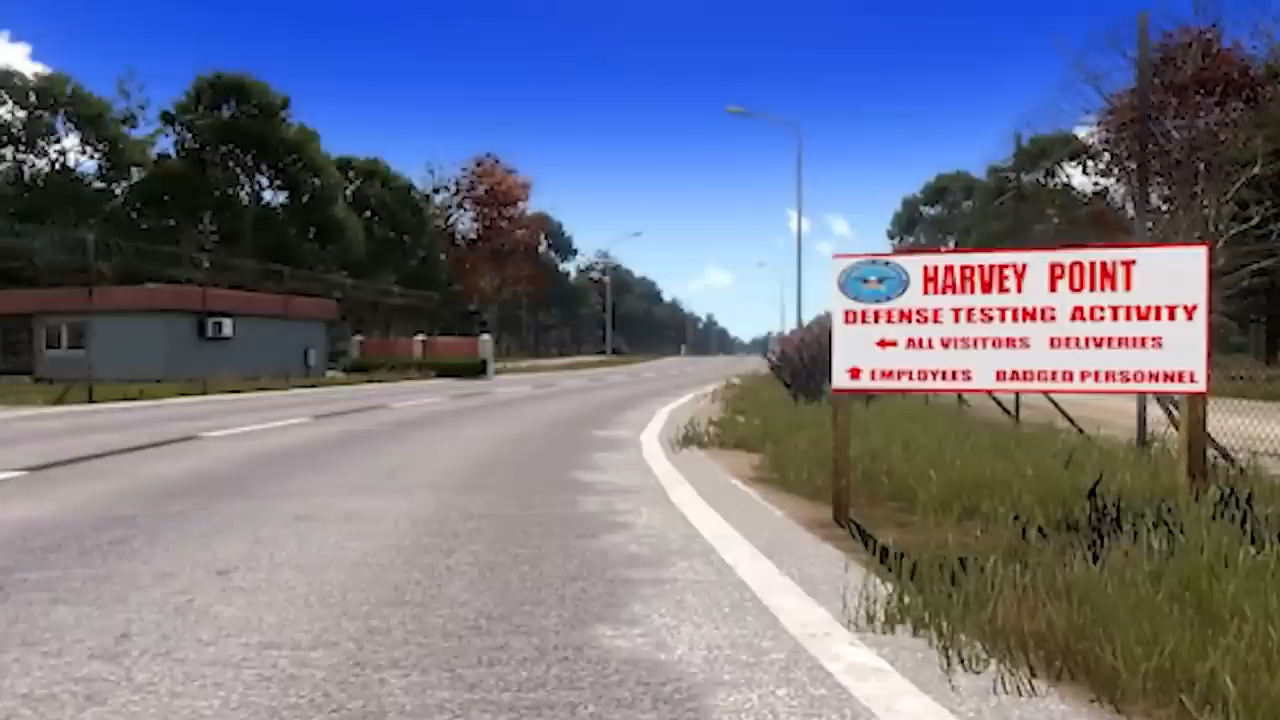 HARVEY POINT
DEFENSE TESTING ACTIVITY
← ALL VISITORS DELIVERIES
↑ EMPLOYEES BADGED PERSONNEL